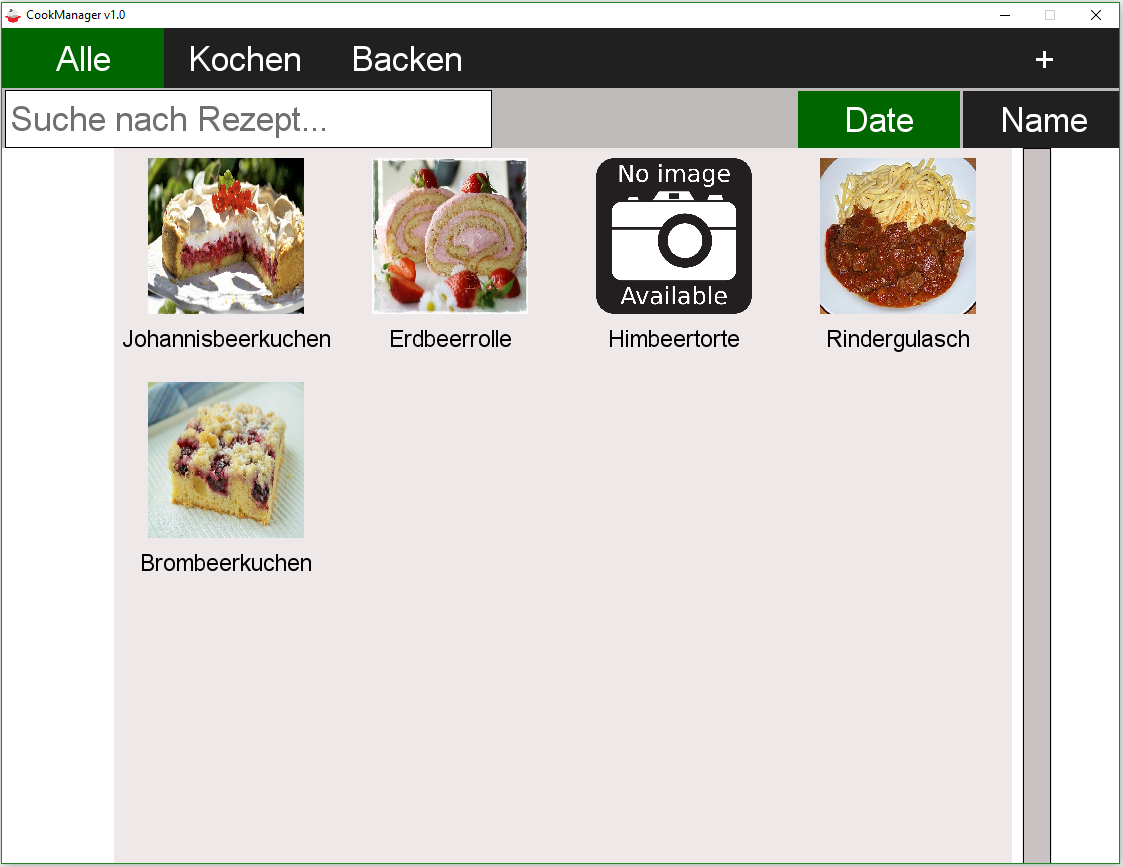 CookManager v1.0
Alle Kochen Backen +
Suche nach Rezept... Date Name
No image
Available
Johannisbeerkuchen Erdbeerrolle Himbeertorte Rindergulasch
Brombeerkuchen